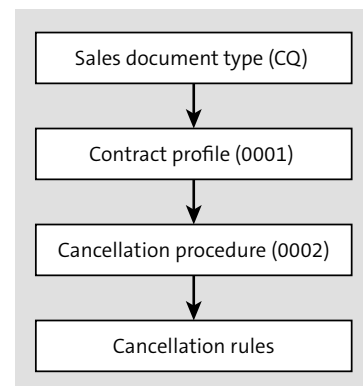 Sales document type (CQ)
Contract profile (0001)
Cancellation procedure (0002)
Cancellation rules